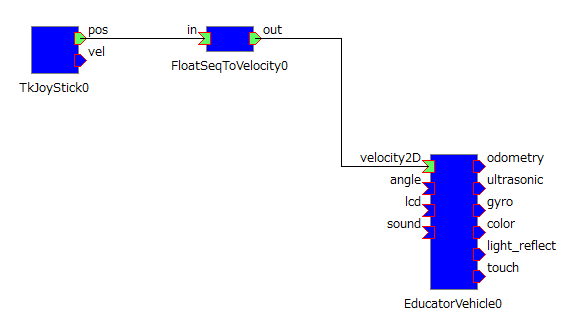 pos
vel
TkJoyStick0
in
out
FloatSeqToVelocity0
velocity2D
angle
lcd
sound
odometry
ultrasonic
gyro
color
light_reflect
touch
EducatorVehicle0